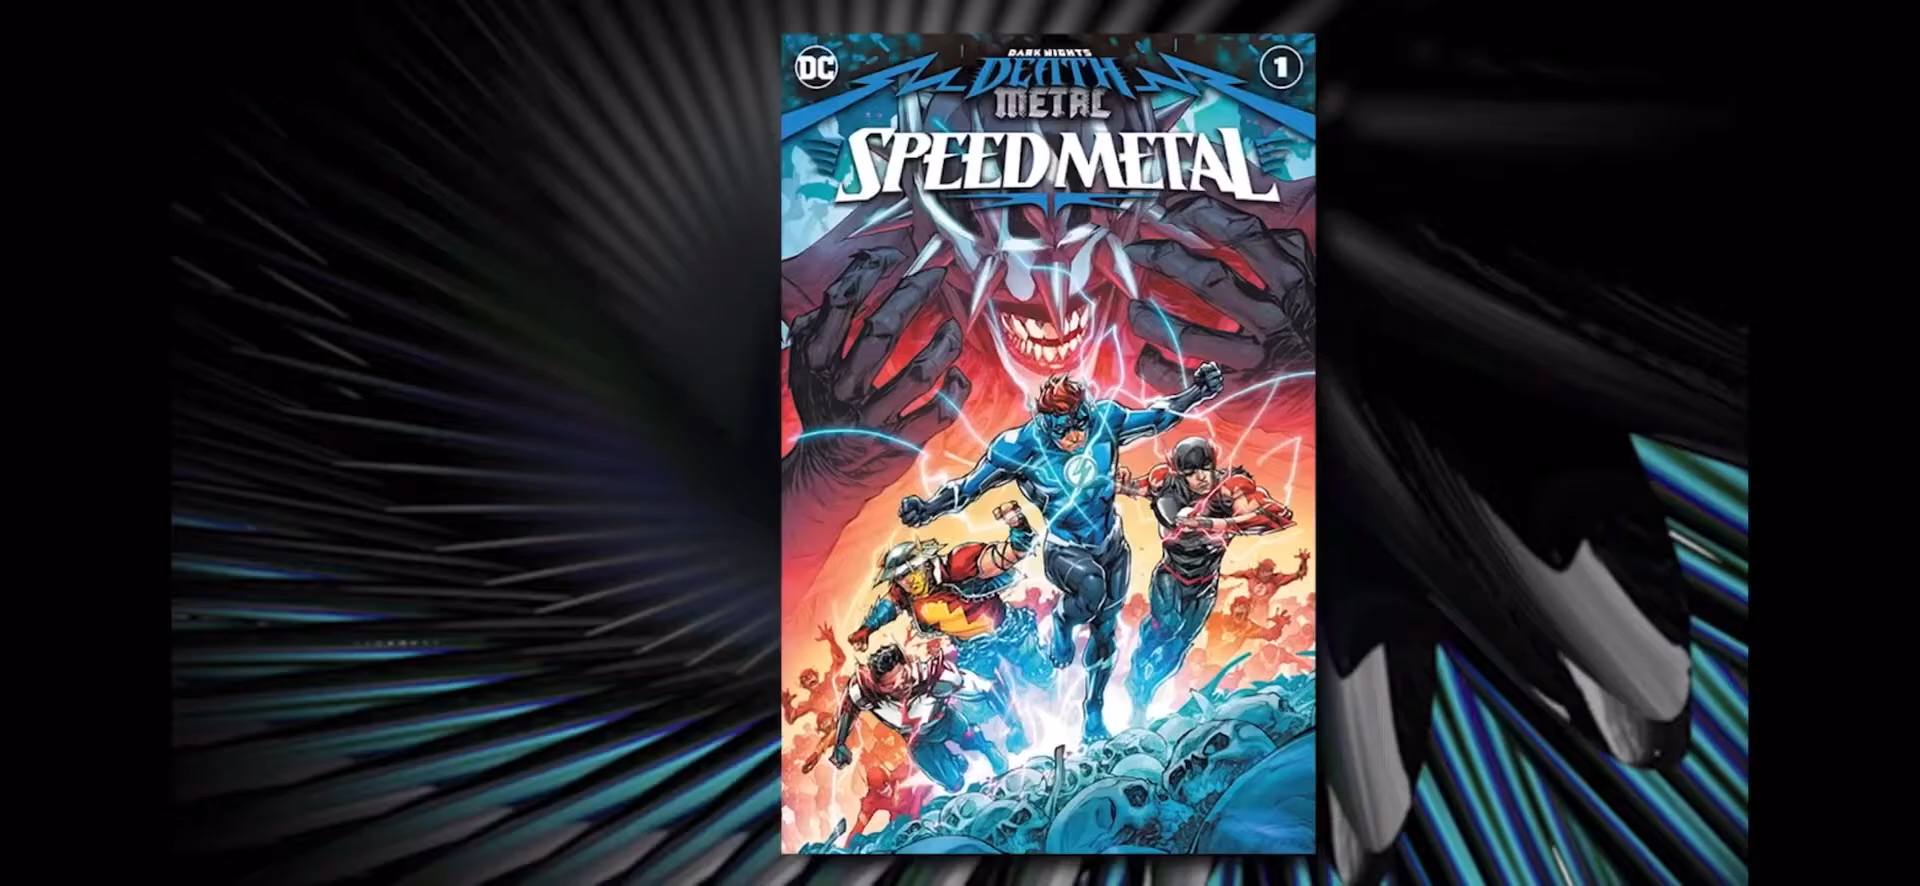 DC
DARK NIGHTS
DEATH
METAL
1
SPEED METAL